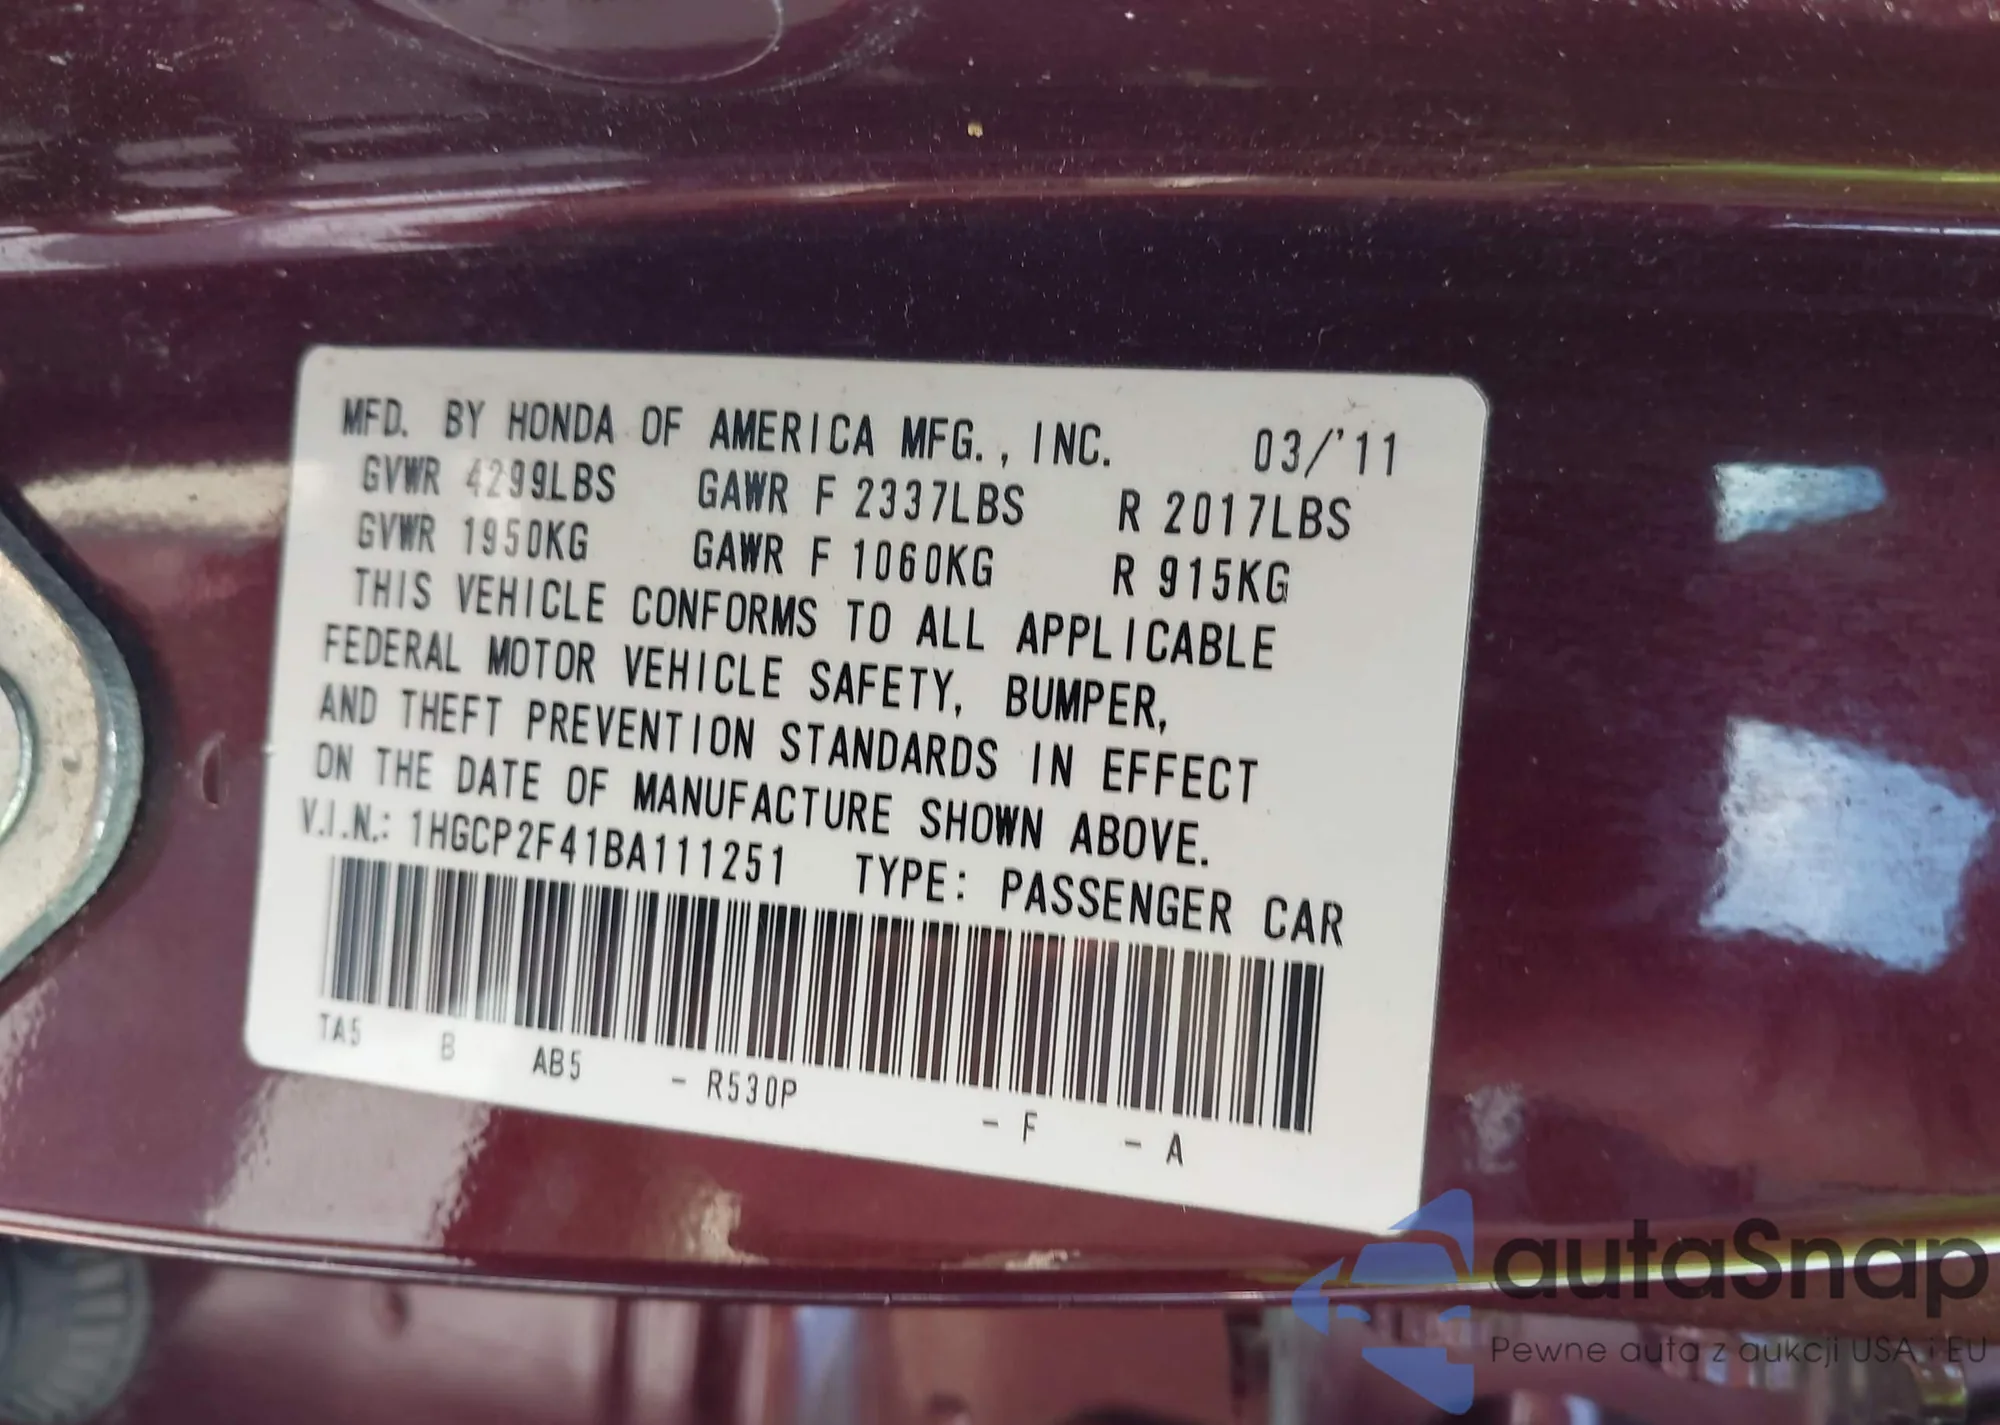 MFD. BY HONDA OF AMERICA MFG., INC. 03/'11
GVWR 4299LBS GAWR F 2337LBS R 2017LBS
GVWR 1950KG GAWR F 1060KG R 915KG
THIS VEHICLE CONFORMS TO ALL APPLICABLE
FEDERAL MOTOR VEHICLE SAFETY, BUMPER,
AND THEFT PREVENTION STANDARDS IN EFFECT
ON THE DATE OF MANUFACTURE SHOWN ABOVE.
V.I.N.: 1HGCP2F41BA111251 TYPE: PASSENGER CAR
TA5 B AB5 - R530P - F - A
autaSnap
Pewne auta z aukcji USA i EU